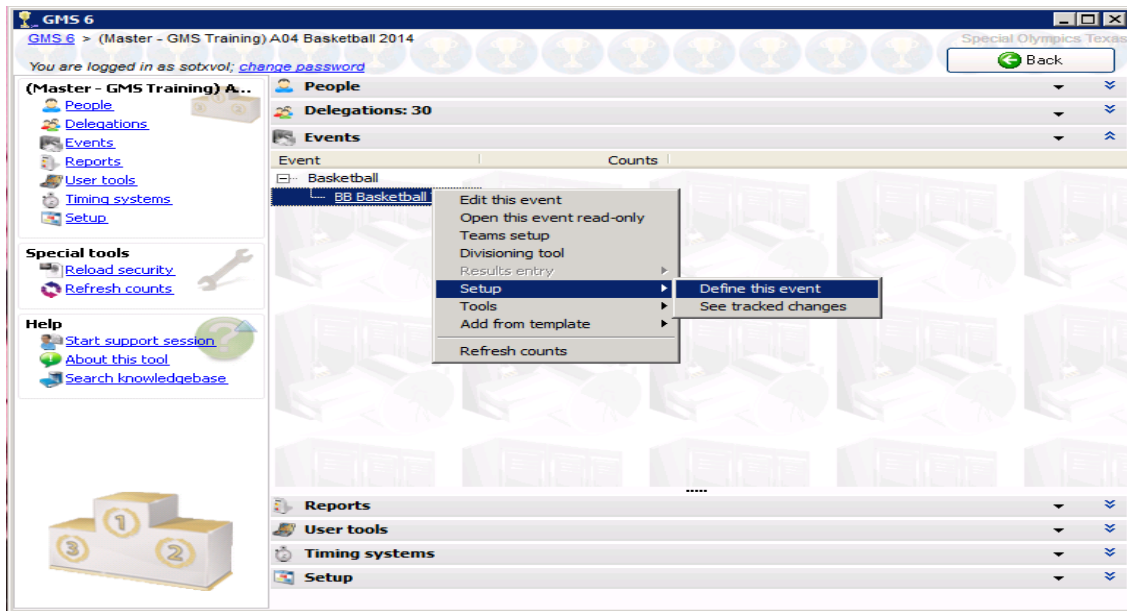 GMS 6
GMS 6 > (Master - GMS Training) A04 Basketball 2014
Special Olympics Texas
You are logged in as sotxvol; change password
Back
(Master - GMS Training) A...
People
Delegations
Events
Reports
User tools
Timing systems
Setup
Special tools
Reload security
Refresh counts
Help
Start support session
About this tool
Search knowledgebase
People
Delegations: 30
Events
Event Counts
Basketball
BB Basketball
Edit this event
Open this event read-only
Teams setup
Divisioning tool
Results entry
Setup
Tools
Add from template
Refresh counts
Define this event
See tracked changes
Reports
User tools
Timing systems
Setup
1
3 2